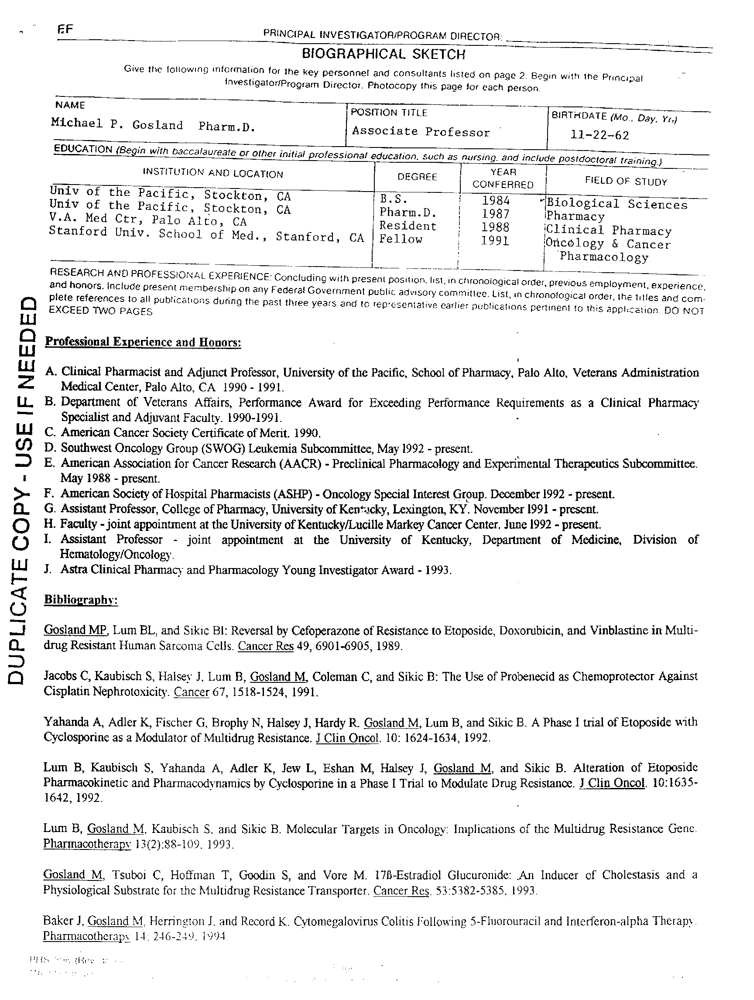 FF
PRINCIPAL INVESTIGATOR/PROGRAM DIRECTOR:
BIOGRAPHICAL SKETCH
Give the following information for the key personnel and consultants listed on page 2. Begin with the Principal
Investigator/Program Director. Photocopy this page for each person.
NAME
Michael P. Gosland Pharm.D.
POSITION TITLE
Associate Professor
BIRTHDATE (Mo., Day, Yr.)
11-22-62
EDUCATION (Begin with baccalaureate or other initial professional education, such as nursing, and include postdoctoral training.)
INSTITUTION AND LOCATION
DEGREE
YEAR
CONFERRED
FIELD OF STUDY
Univ of the Pacific, Stockton, CA B.S. 1984 Biological Sciences
Univ of the Pacific, Stockton, CA Pharm.D. 1987 Pharmacy
V.A. Med Ctr, Palo Alto, CA Resident 1988 Clinical Pharmacy
Stanford Univ. School of Med., Stanford, CA Fellow 1991 Oncology & Cancer
Pharmacology
RESEARCH AND PROFESSIONAL EXPERIENCE: Concluding with present position, list, in chronological order, previous employment, experience,
and honors. Include present membership on any Federal Government public advisory committee. List, in chronological order, the titles and com-
plete references to all publications during the past three years and to representative earlier publications pertinent to this application. DO NOT
EXCEED TWO PAGES
DUPLICATE COPY - USE IF NEEDED
Professional Experience and Honors:
A. Clinical Pharmacist and Adjunct Professor, University of the Pacific, School of Pharmacy, Palo Alto, Veterans Administration
Medical Center, Palo Alto, CA 1990 - 1991.
B. Department of Veterans Affairs, Performance Award for Exceeding Performance Requirements as a Clinical Pharmacy
Specialist and Adjuvant Faculty. 1990-1991.
C. American Cancer Society Certificate of Merit. 1990.
D. Southwest Oncology Group (SWOG) Leukemia Subcommittee, May 1992 - present.
E. American Association for Cancer Research (AACR) - Preclinical Pharmacology and Experimental Therapeutics Subcommittee.
May 1988 - present.
F. American Society of Hospital Pharmacists (ASHP) - Oncology Special Interest Group. December 1992 - present.
G. Assistant Professor, College of Pharmacy, University of Kentucky, Lexington, KY. November 1991 - present.
H. Faculty - joint appointment at the University of Kentucky/Lucille Markey Cancer Center. June 1992 - present.
I. Assistant Professor - joint appointment at the University of Kentucky, Department of Medicine, Division of
Hematology/Oncology.
J. Astra Clinical Pharmacy and Pharmacology Young Investigator Award - 1993.
Bibliography:
Gosland MP, Lum BL, and Sikic BI: Reversal by Cefoperazone of Resistance to Etoposide, Doxorubicin, and Vinblastine in Multi-
drug Resistant Human Sarcoma Cells. Cancer Res 49, 6901-6905, 1989.
Jacobs C, Kaubisch S, Halsey J, Lum B, Gosland M, Coleman C, and Sikic B: The Use of Probenecid as Chemoprotector Against
Cisplatin Nephrotoxicity. Cancer 67, 1518-1524, 1991.
Yahanda A, Adler K, Fischer G, Brophy N, Halsey J, Hardy R. Gosland M, Lum B, and Sikic B. A Phase I trial of Etoposide with
Cyclosporine as a Modulator of Multidrug Resistance. J Clin Oncol. 10: 1624-1634, 1992.
Lum B, Kaubisch S, Yahanda A, Adler K, Jew L, Eshan M, Halsey J, Gosland M, and Sikic B. Alteration of Etoposide
Pharmacokinetic and Pharmacodynamics by Cyclosporine in a Phase I Trial to Modulate Drug Resistance. J Clin Oncol. 10:1635-
1642, 1992.
Lum B, Gosland M, Kaubisch S, and Sikic B. Molecular Targets in Oncology: Implications of the Multidrug Resistance Gene.
Pharmacotherapy 13(2):88-109, 1993.
Gosland M, Tsuboi C, Hoffman T, Goodin S, and Vore M. 17ß-Estradiol Glucuronide: An Inducer of Cholestasis and a
Physiological Substrate for the Multidrug Resistance Transporter. Cancer Res. 53:5382-5385, 1993.
Baker J, Gosland M, Herrington J, and Record K. Cytomegalovirus Colitis Following 5-Fluorouracil and Interferon-alpha Therapy.
Pharmacotherapy 14: 246-249, 1994.
PHS